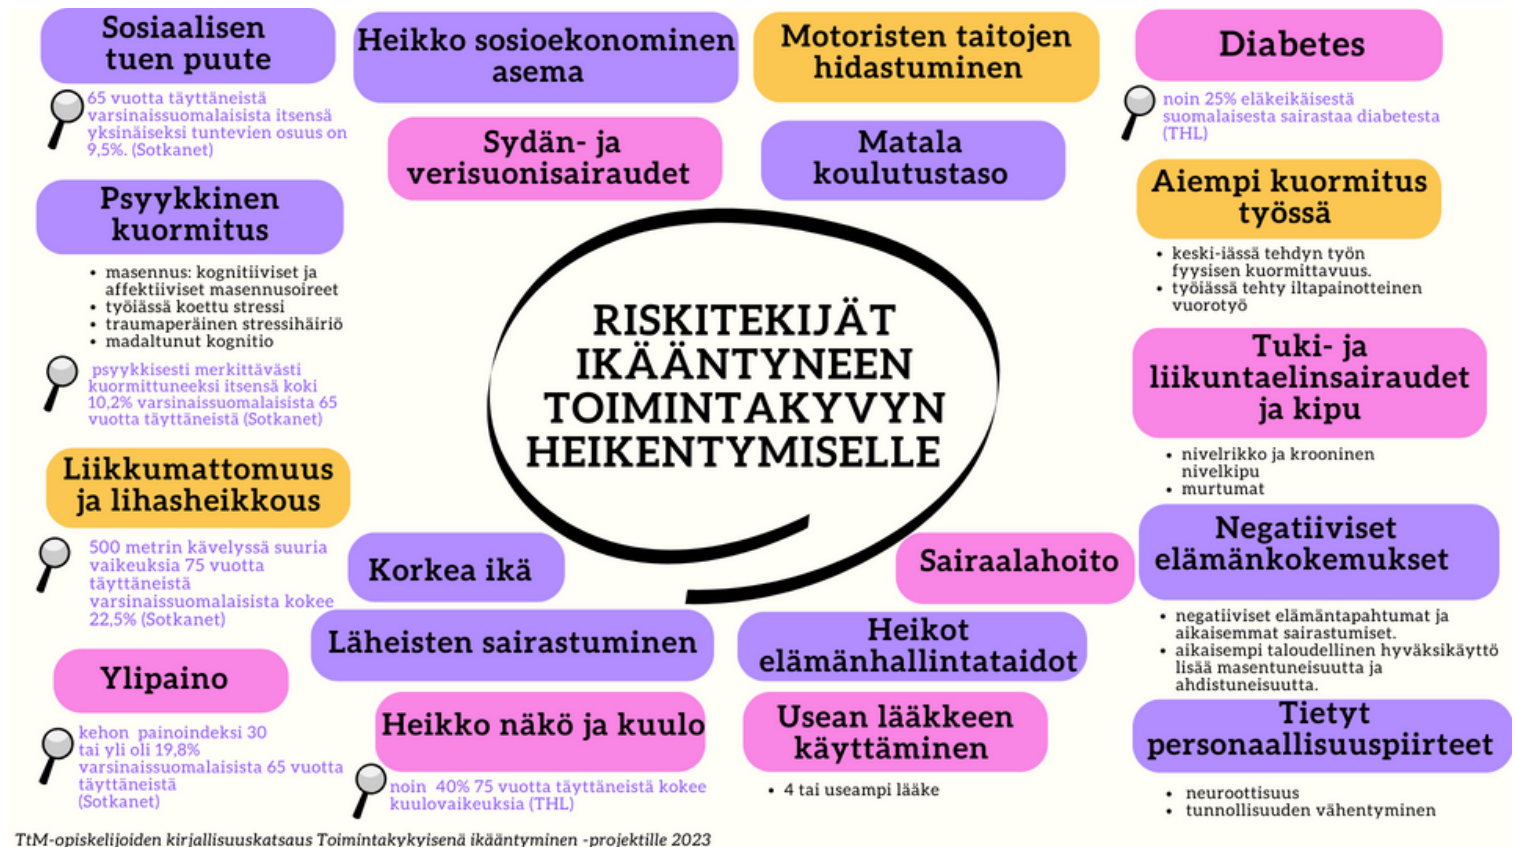 Sosiaalisen
tuen puute
65 vuotta täyttäneistä
varsinaissuomalaisista itsensä
yksinäiseksi tuntevien osuus on
9,5%. (Sotkanet)
Psyykkinen
kuormitus
• masennus: kognitiiviset ja
affektiiviset masennusoireet
• työiässä koettu stressi
• traumaperäinen stressihäiriö
• madaltunut kognitio
psyykkisesti merkittävästi
kuormittuneeksi itsensä koki
10,2% varsinaissuomalaisista 65
vuotta täyttäneistä (Sotkanet)
Liikkumattomuus
ja lihasheikkous
500 metrin kävelyssä suuria
vaikeuksia 75 vuotta
täyttäneistä
varsinaissuomalaisista kokee
22,5% (Sotkanet)
Ylipaino
kehon painoindeksi 30
tai yli oli 19,8%
varsinaissuomalaisista 65 vuotta
täyttäneistä
(Sotkanet)
Heikko sosioekonominen
asema
Sydän- ja
verisuonisairaudet
Motoristen taitojen
hidastuminen
Matala
koulutustaso
RISKITEKIJÄT
IKÄÄNTYNEEN
TOIMINTAKYVYN
HEIKENTYMISELLE
Korkea ikä
Läheisten sairastuminen
Heikko näkö ja kuulo
noin 40% 75 vuotta täyttäneistä kokee
kuulovaikeuksia (THL)
Sairaalahoito
Heikot
elämänhallintataidot
Usean lääkkeen
käyttäminen
• 4 tai useampi lääke
Diabetes
noin 25% eläkeikäisestä
suomalaisesta sairastaa diabetesta
(THL)
Aiempi kuormitus
työssä
• keski-iässä tehdyn työn
fyysisen kuormittavuus.
• työiässä tehty iltapainotteinen
vuorotyö
Tuki- ja
liikuntaelinsairaudet
ja kipu
• nivelrikko ja krooninen
nivelkipu
• murtumat
Negatiiviset
elämänkokemukset
• negatiiviset elämäntapahtumat ja
aikaisemmat sairastumiset.
• aikaisempi taloudellinen hyväksikäyttö
lisää masentuneisuutta ja
ahdistuneisuutta.
Tietyt
personaallisuuspiirteet
• neuroottisuus
• tunnollisuuden vähentyminen
TtM-opiskelijoiden kirjallisuuskatsaus Toimintakykyisenä ikääntyminen -projektille 2023